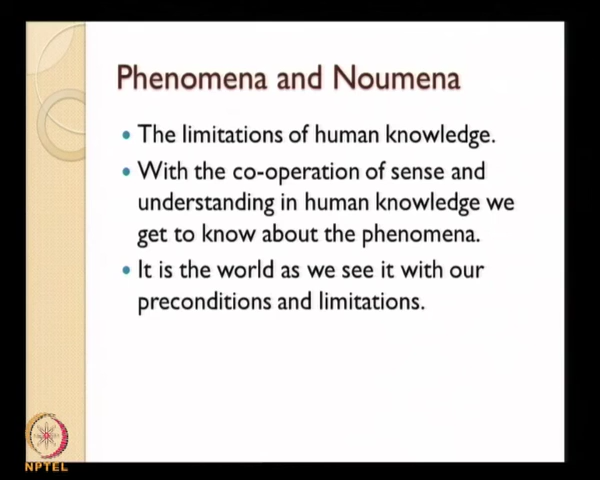 Phenomena and Noumena
• The limitations of human knowledge.
• With the co-operation of sense and
understanding in human knowledge we
get to know about the phenomena.
• It is the world as we see it with our
preconditions and limitations.
NPTEL